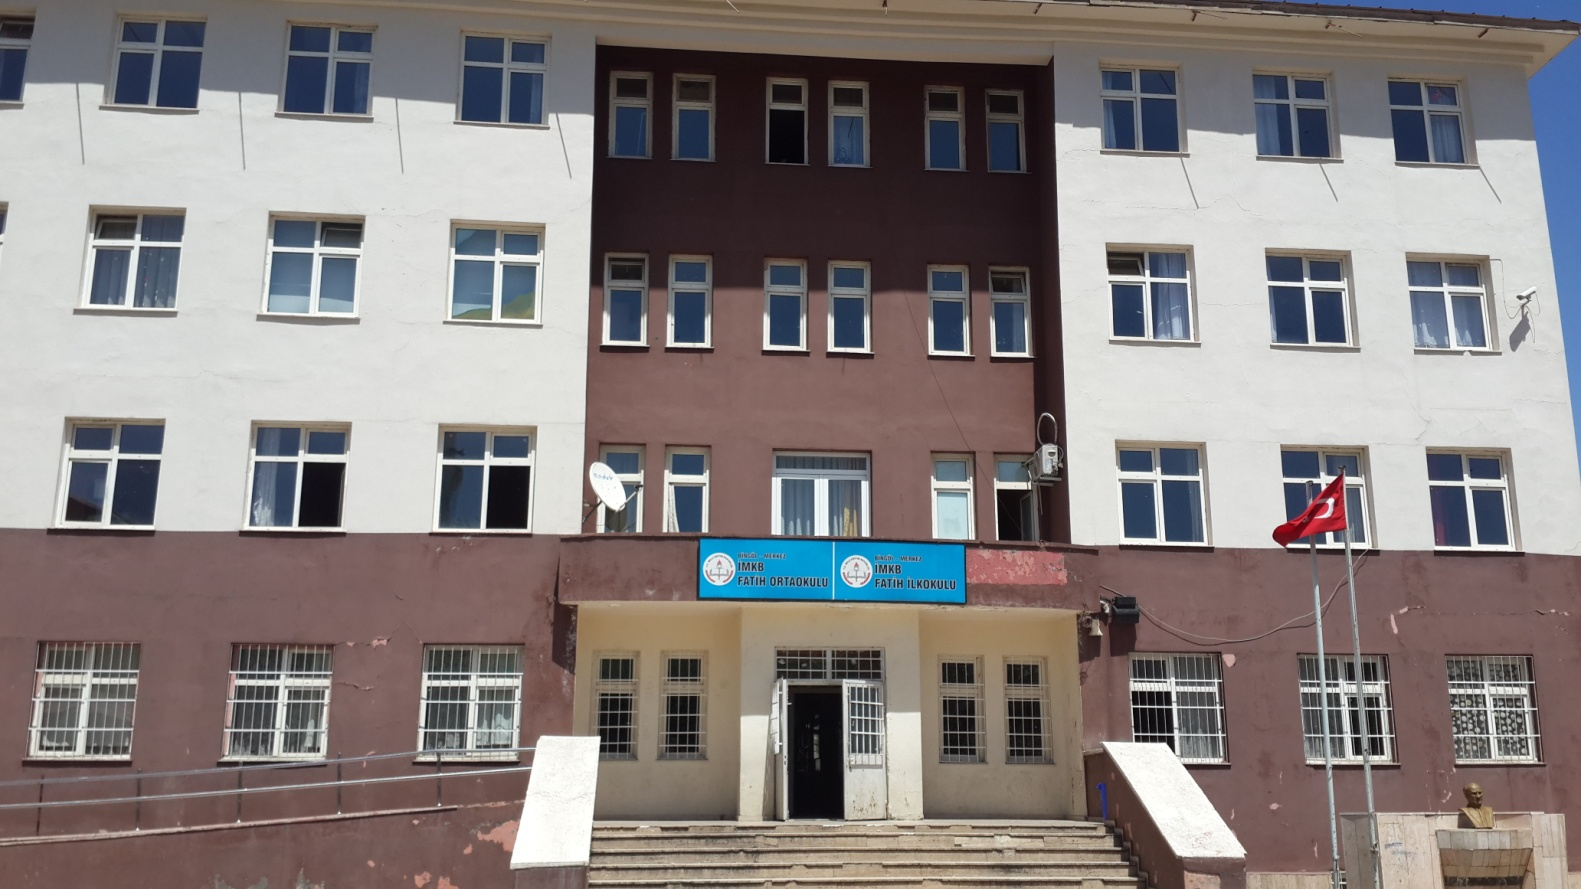 BİNGÖL - MERKEZ
İMKB
FATİH ORTAOKULU
BİNGÖL - MERKEZ
İMKB
FATİH İLKOKULU